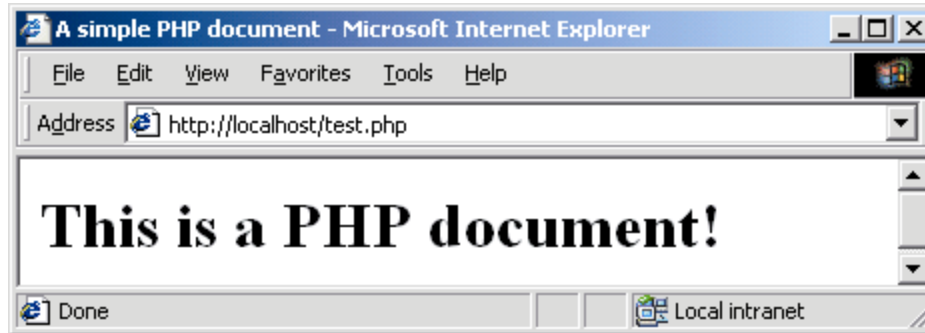 A simple PHP document - Microsoft Internet Explorer
File Edit View Favorites Tools Help
Address http://localhost/test.php
This is a PHP document!
Done Local intranet